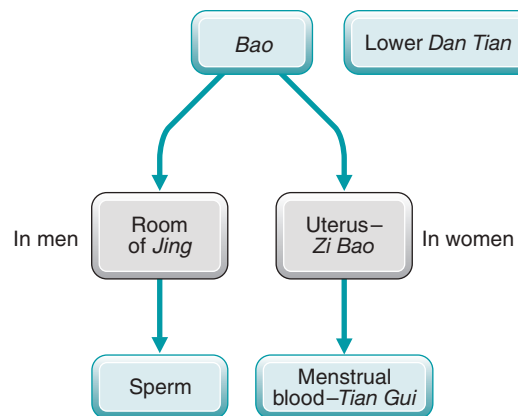 Bao
Lower Dan Tian
In men
Room
of Jing
Uterus–
Zi Bao
In women
Sperm
Menstrual
blood–Tian Gui